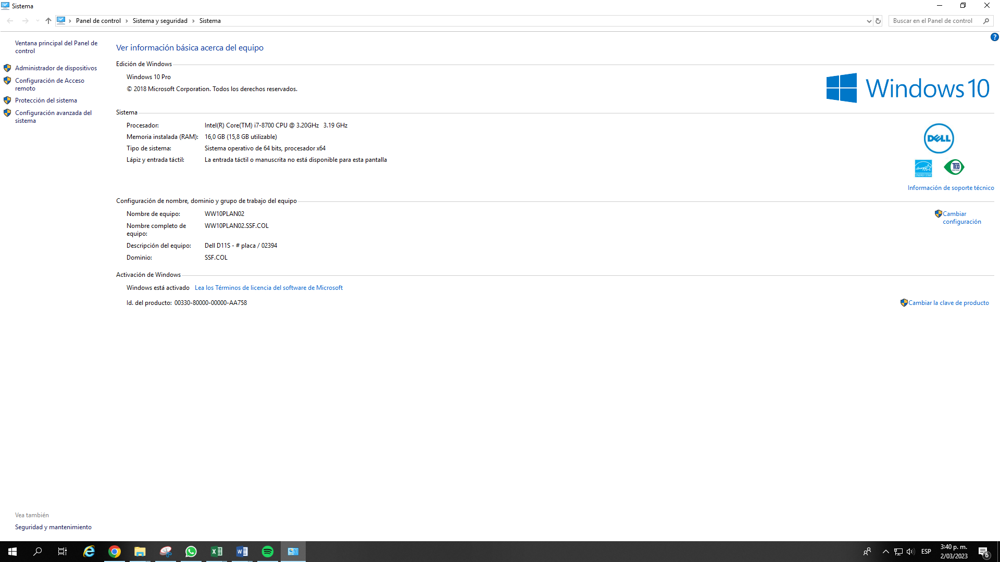 Sistema
Panel de control > Sistema y seguridad > Sistema
Buscar en el Panel de control
Ventana principal del Panel de
control
Administrador de dispositivos
Configuración de Acceso
remoto
Protección del sistema
Configuración avanzada del
sistema
Ver información básica acerca del equipo
Edición de Windows
Windows 10 Pro
© 2018 Microsoft Corporation. Todos los derechos reservados.
Windows 10
Sistema
Procesador: Intel(R) Core(TM) i7-8700 CPU @ 3.20GHz 3.19 GHz
Memoria instalada (RAM): 16,0 GB (15,8 GB utilizable)
Tipo de sistema: Sistema operativo de 64 bits, procesador x64
Lápiz y entrada táctil: La entrada táctil o manuscrita no está disponible para esta pantalla
DELL
energy
ENERGY STAR
TCO
Información de soporte técnico
Configuración de nombre, dominio y grupo de trabajo del equipo
Nombre de equipo: WW10PLAN02
Nombre completo de
equipo: WW10PLAN02.SSF.COL
Descripción del equipo: Dell D11S - # placa / 02394
Dominio: SSF.COL
Cambiar
configuración
Activación de Windows
Windows está activado Lea los Términos de licencia del software de Microsoft
Id. del producto: 00330-80000-00000-AA758
Cambiar la clave de producto
Vea también
Seguridad y mantenimiento
ESP
3:40 p. m.
2/03/2023
6